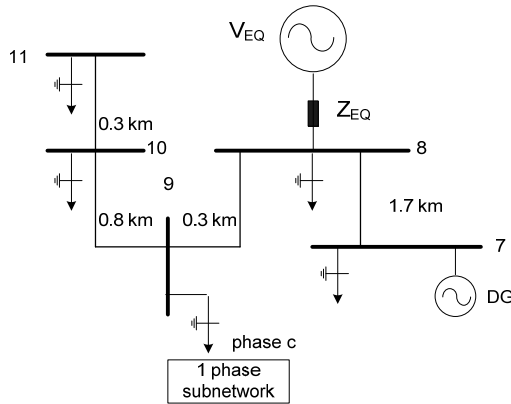 V_EQ
11
Z_EQ
0.3 km
10
8
9
0.8 km
0.3 km
1.7 km
7
DG
phase c
1 phase
subnetwork